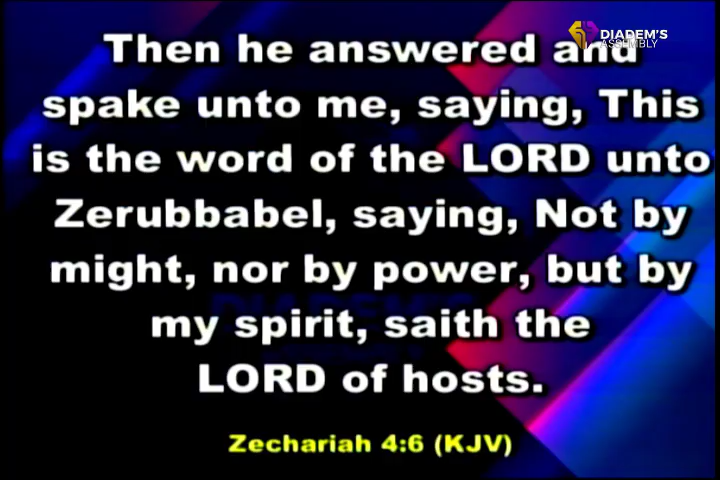 DIADEM'S
ASSEMBLY
Then he answered and
spake unto me, saying, This
is the word of the LORD unto
Zerubbabel, saying, Not by
might, nor by power, but by
my spirit, saith the
LORD of hosts.
Zechariah 4:6 (KJV)